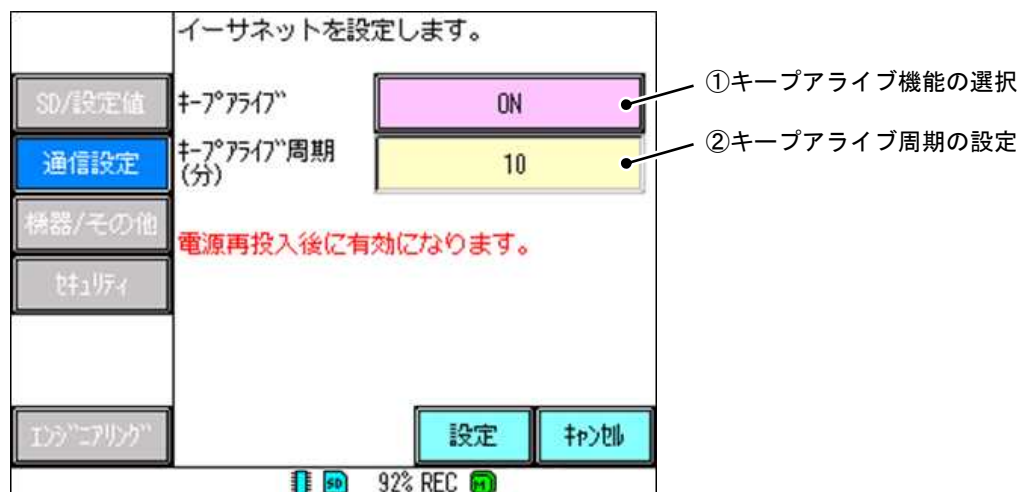 イーサネットを設定します。
SD/設定値
ｷｰﾌﾟｱﾗｲﾌﾞ
ON
①キープアライブ機能の選択
通信設定
ｷｰﾌﾟｱﾗｲﾌﾞ周期
(分)
10
②キープアライブ周期の設定
機器/その他
電源再投入後に有効になります。
ｾｷｭﾘﾃｨ
ｴﾝｼﾞﾆｱﾘﾝｸﾞ
設定
ｷｬﾝｾﾙ
SD
92% REC
M